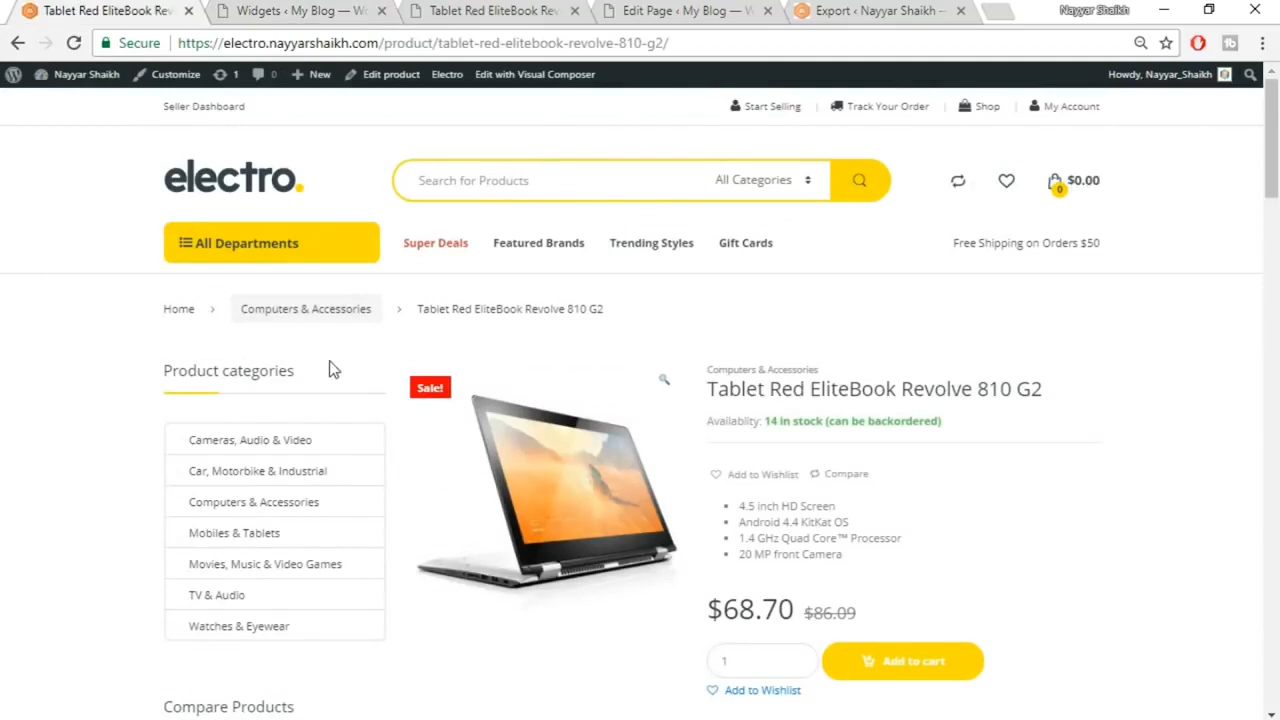 Tablet Red EliteBook Rev
Widgets ‹ My Blog — Wo
Tablet Red EliteBook Rev
Edit Page ‹ My Blog — W
Export ‹ Nayyar Shaikh —
Nayyar Shaikh
Secure
https://electro.nayyarshaikh.com/product/tablet-red-elitebook-revolve-810-g2/
Nayyar Shaikh
Customize
1
0
New
Edit product
Electro
Edit with Visual Composer
Howdy, Nayyar_Shaikh
Seller Dashboard
Start Selling
Track Your Order
Shop
My Account
electro.
Search for Products
All Categories
0
$0.00
All Departments
Super Deals
Featured Brands
Trending Styles
Gift Cards
Free Shipping on Orders $50
Home
Computers & Accessories
Tablet Red EliteBook Revolve 810 G2
Product categories
Cameras, Audio & Video
Car, Motorbike & Industrial
Computers & Accessories
Mobiles & Tablets
Movies, Music & Video Games
TV & Audio
Watches & Eyewear
Compare Products
Sale!
Computers & Accessories
Tablet Red EliteBook Revolve 810 G2
Availablity: 14 in stock (can be backordered)
Add to Wishlist
Compare
4.5 inch HD Screen
Android 4.4 KitKat OS
1.4 GHz Quad Core™ Processor
20 MP front Camera
$68.70 $86.09
1
Add to cart
Add to Wishlist